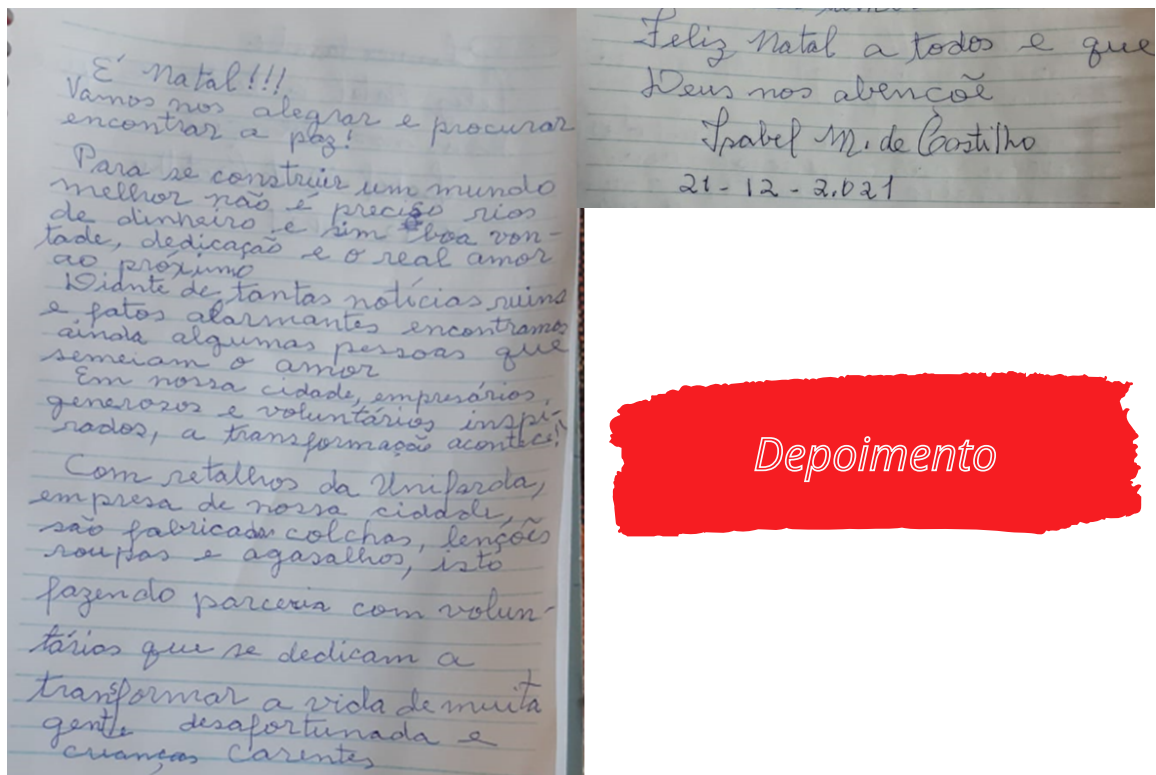 É Natal!!!
Vamos nos alegrar e procurar
encontrar a paz!
Para se construir um mundo
melhor não é preciso rios
de dinheiro e sim boa von-
tade, dedicação e o real amor
ao próximo
Diante de tantas notícias ruins
e fatos alarmantes encontramos
ainda algumas pessoas que
semeiam o amor
Em nossa cidade, empresários,
generosos e voluntários inspi-
rados, a transformação acontece!
Com retalhos da Unifarda,
empresa de nossa cidade,
são fabricadas colchas, lençóes
roupas e agasalhos, isto
fazendo parceria com volun-
tários que se dedicam a
transformar a vida de muita
gente desafortunada e
crianças carentes
Feliz Natal a todos e que
Deus nos abençõe
Isabel M. de Castilho
21-12-2.021
Depoimento